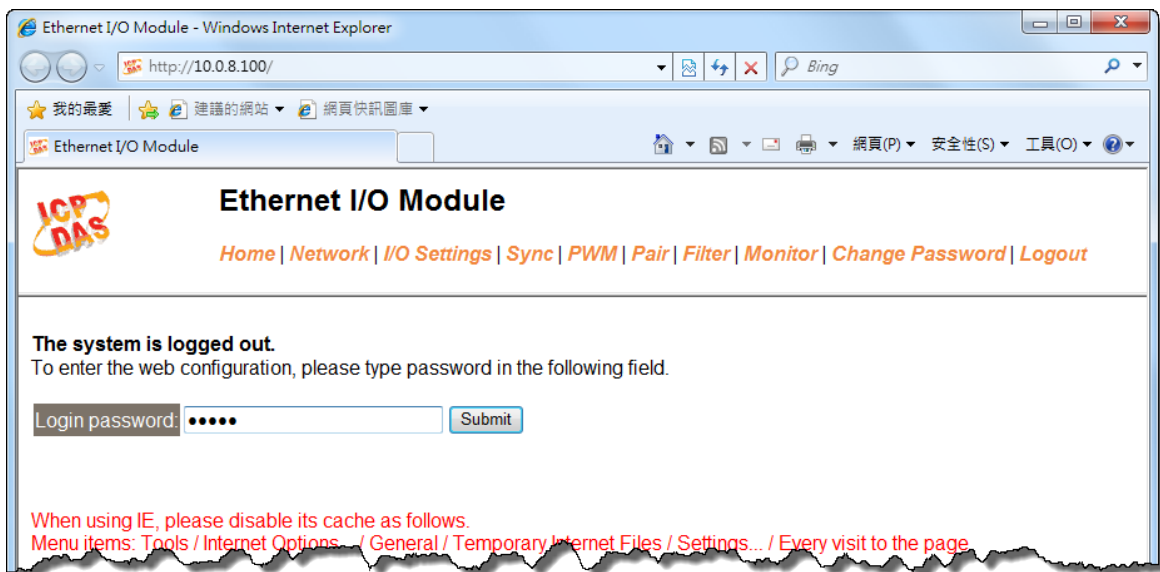 Ethernet I/O Module - Windows Internet Explorer
http://10.0.8.100/
Bing
我的最愛 建議的網站 網頁快訊圖庫
Ethernet I/O Module 網頁(P) 安全性(S) 工具(O)
ICP DAS
Ethernet I/O Module
Home | Network | I/O Settings | Sync | PWM | Pair | Filter | Monitor | Change Password | Logout
The system is logged out.
To enter the web configuration, please type password in the following field.
Login password: ••••• Submit
When using IE, please disable its cache as follows.
Menu items: Tools / Internet Options... / General / Temporary Internet Files / Settings... / Every visit to the page